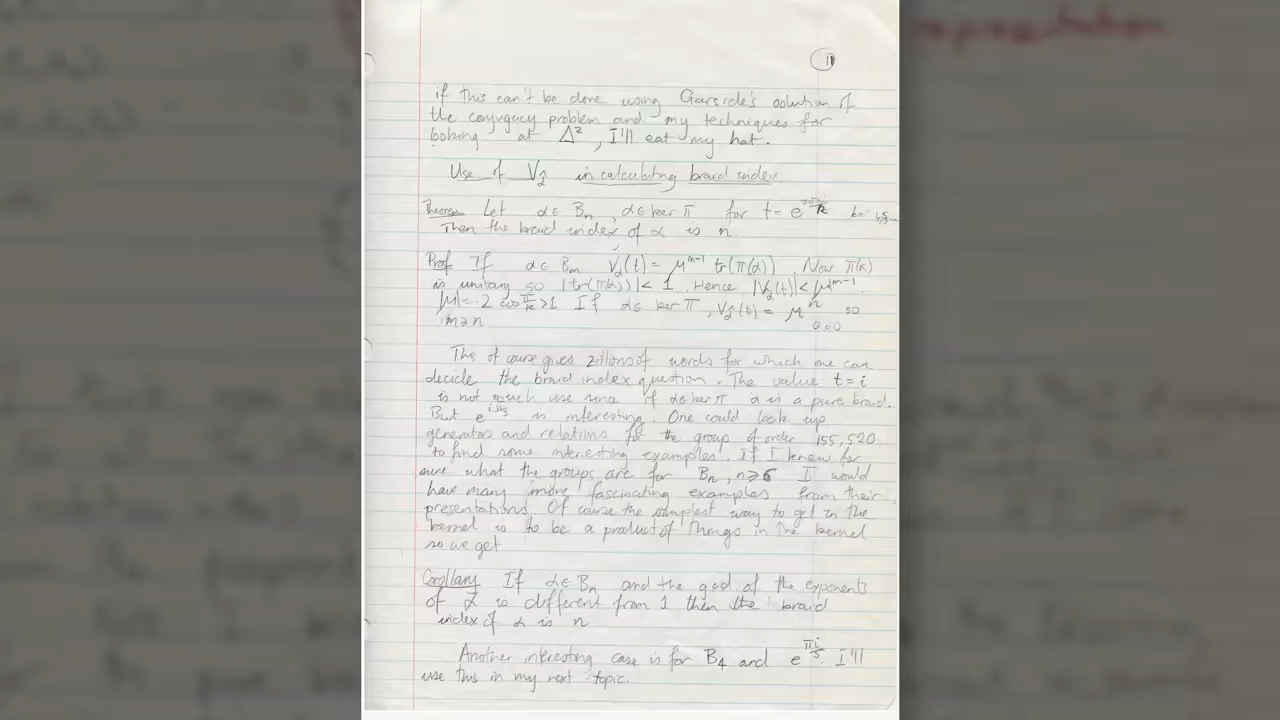 11
if this can't be done using Garside's solution of
the conjugacy problem and my techniques for
looking at Δ², I'll eat my hat.
Use of V_α̂ in calculating braid index
Theorem Let α ∈ B_n, α ∈ ker π for t = e^{2πi/k}
Then the braid index of α is n.
Proof If α ∈ B_m V_α̂(t) = μ^{m-1} tr(π(α)). Now π(α)
is unitary so |tr(π(α))| < 1. Hence |V_α̂(t)| < μ^{m-1}.
|μ| = 2 cos π/k > 1 If α ∈ ker π, V_α̂(t) = μ^n so
m ≥ n
The of course gives zillions of words for which one can
decide the braid index question. The value t = i
is not much use since if α ∈ ker π α is a pure braid.
But e^{iπ/3} is interesting. One could look up
generators and relations for the group of order 155,520
to find some interesting examples. If I knew for
sure what the groups are for B_n, n ≥ 6 I would
have many more fascinating examples from their
presentations. Of course the simplest way to get in the
kernel is to be a product of things in the kernel
so we get
Corollary If α ∈ B_n and the gcd of the exponents
of α is different from 1 then the braid
index of α is n
Another interesting case is for B₄ and e^{πi/5}. I'll
use this in my next topic.